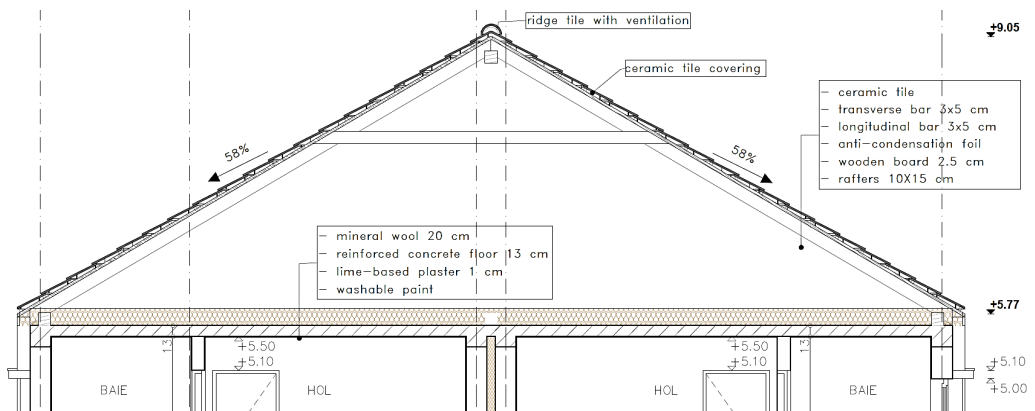 ridge tile with ventilation
+9.05
ceramic tile covering
– ceramic tile
– transverse bar 3x5 cm
– longitudinal bar 3x5 cm
– anti-condensation foil
– wooden board 2.5 cm
– rafters 10X15 cm
58%
58%
– mineral wool 20 cm
– reinforced concrete floor 13 cm
– lime-based plaster 1 cm
– washable paint
+5.77
13
+5.50
+5.10
13
+5.50
+5.10
+5.10
+5.00
BAIE
HOL
HOL
BAIE